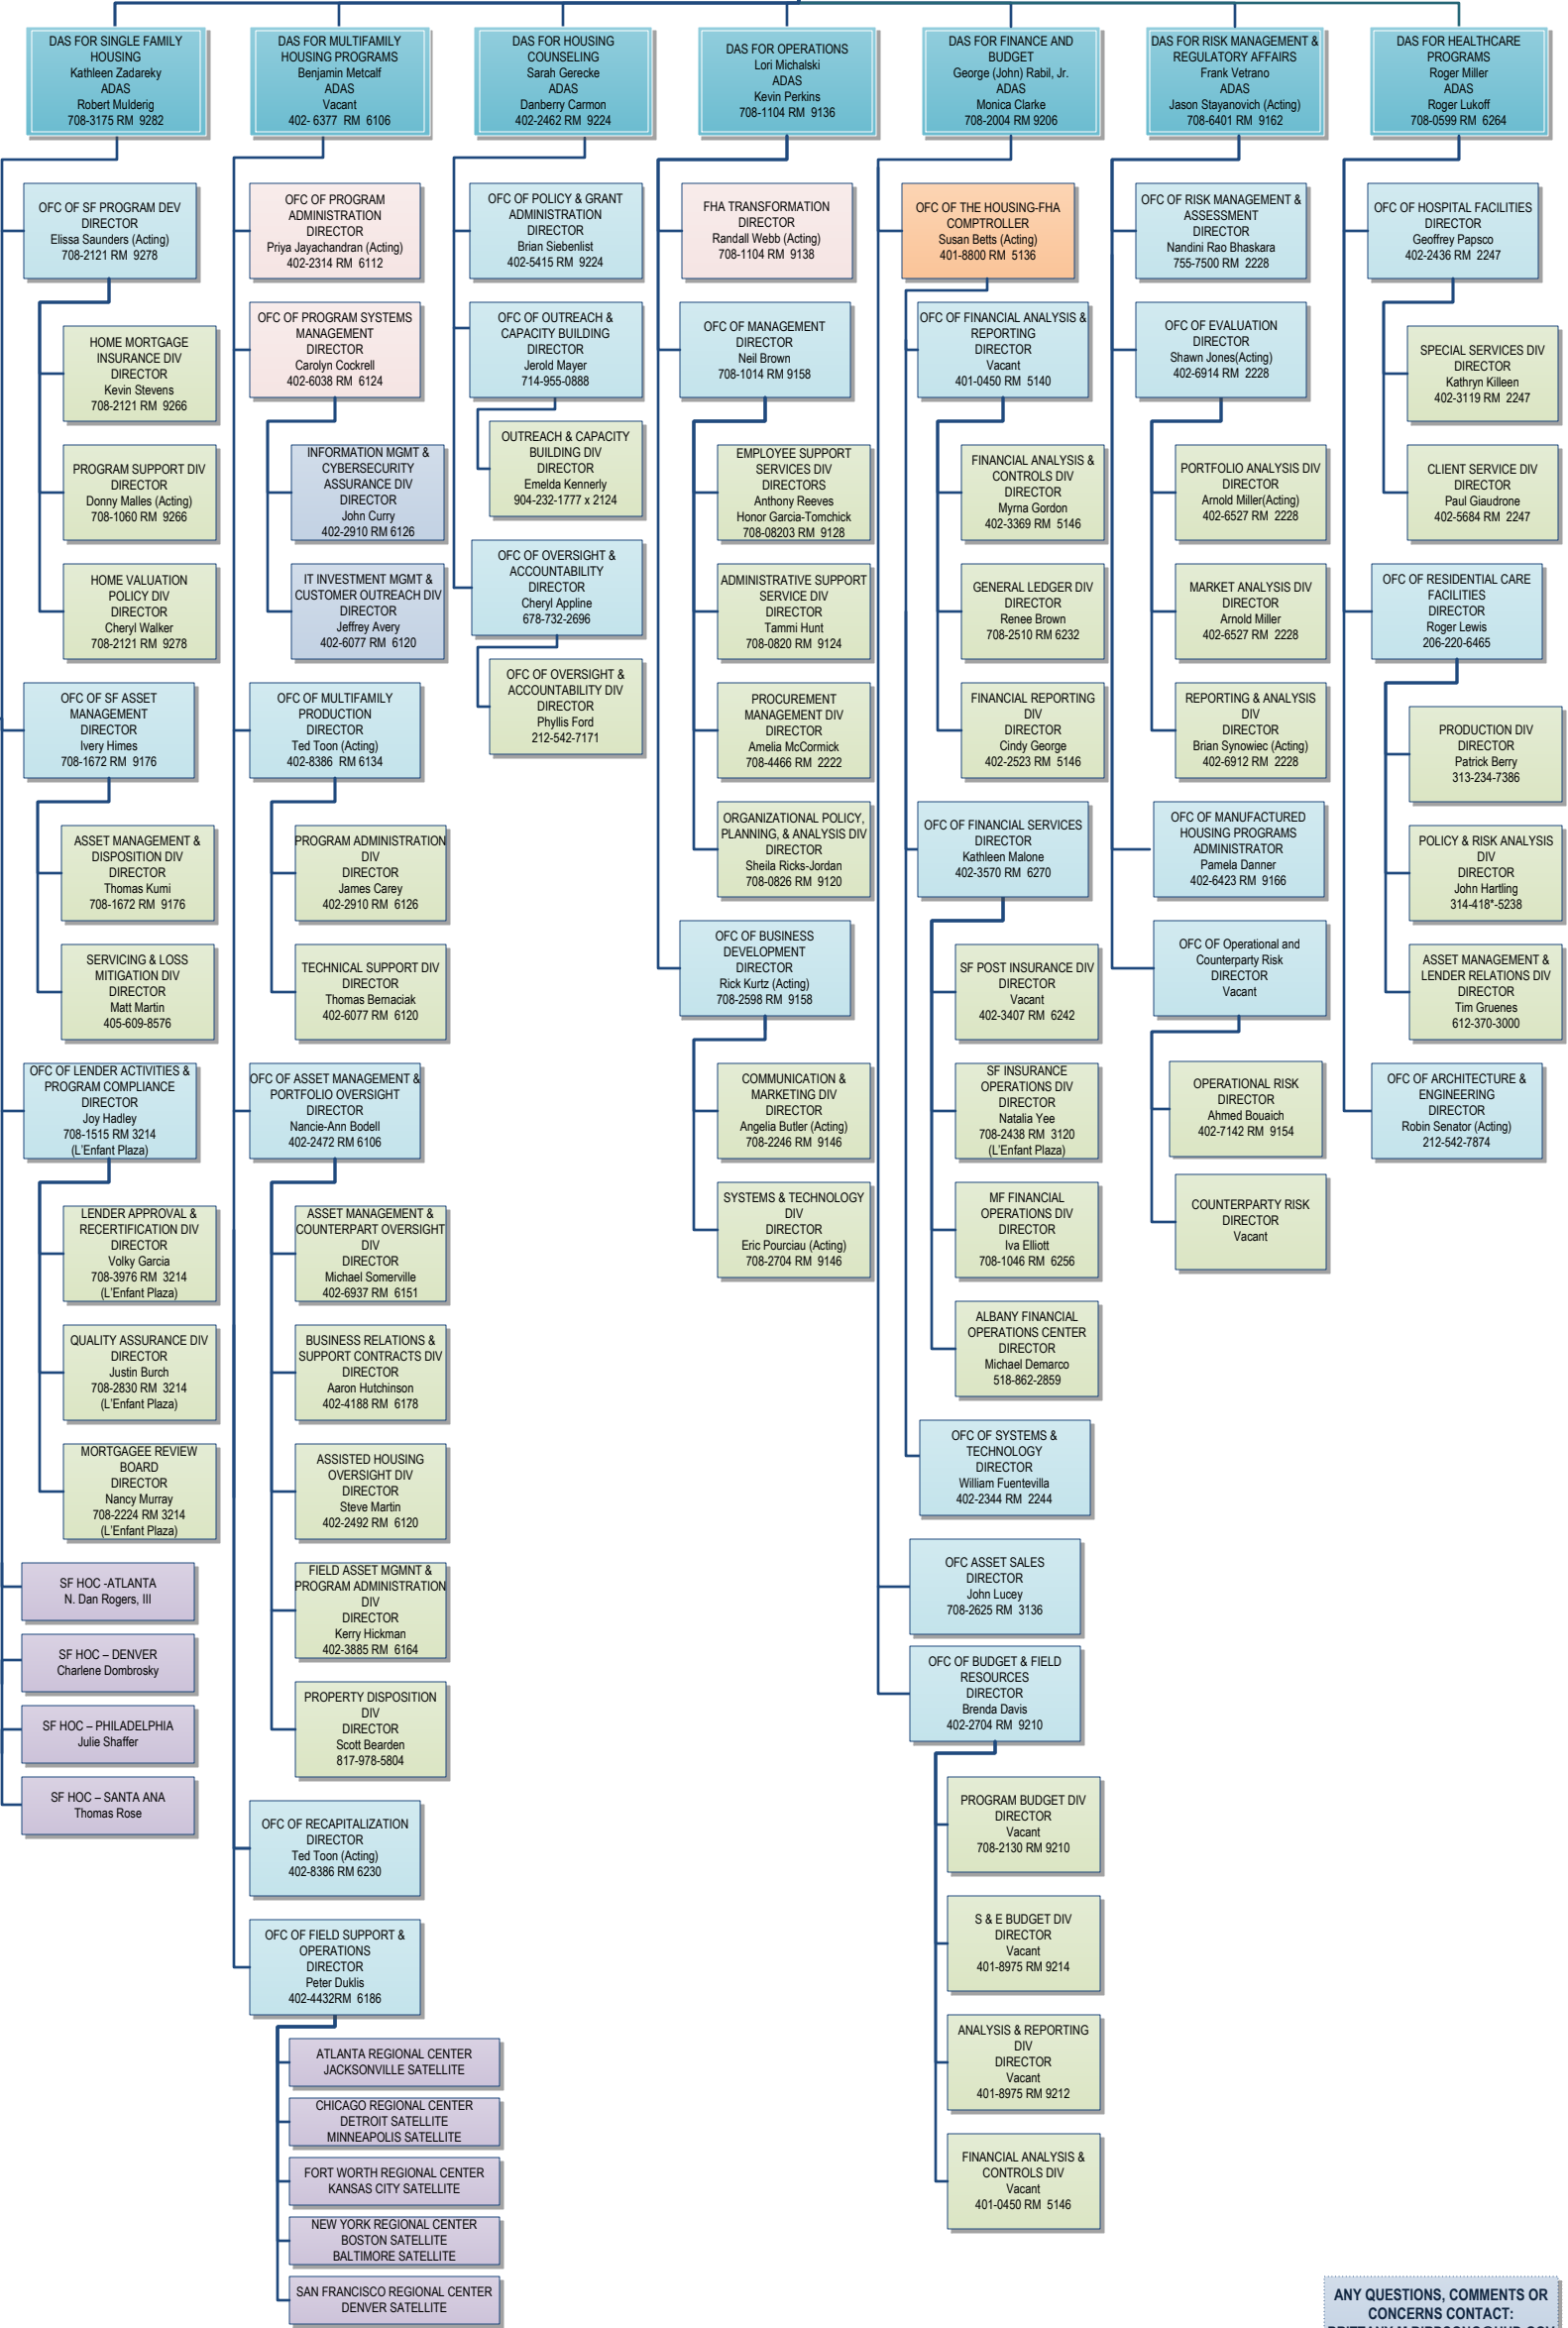 DAS FOR SINGLE FAMILY
HOUSING
Kathleen Zadareky
ADAS
Robert Mulderig
708-3175 RM 9282
OFC OF SF PROGRAM DEV
DIRECTOR
Elissa Saunders (Acting)
708-2121 RM 9278
HOME MORTGAGE
INSURANCE DIV
DIRECTOR
Kevin Stevens
708-2121 RM 9266
PROGRAM SUPPORT DIV
DIRECTOR
Donny Malles (Acting)
708-1060 RM 9266
HOME VALUATION
POLICY DIV
DIRECTOR
Cheryl Walker
708-2121 RM 9278
OFC OF SF ASSET
MANAGEMENT
DIRECTOR
Ivery Himes
708-1672 RM 9176
ASSET MANAGEMENT &
DISPOSITION DIV
DIRECTOR
Thomas Kumi
708-1672 RM 9176
SERVICING & LOSS
MITIGATION DIV
DIRECTOR
Matt Martin
405-609-8576
OFC OF LENDER ACTIVITIES &
PROGRAM COMPLIANCE
DIRECTOR
Joy Hadley
708-1515 RM 3214
(L'Enfant Plaza)
LENDER APPROVAL &
RECERTIFICATION DIV
DIRECTOR
Volky Garcia
708-3976 RM 3214
(L'Enfant Plaza)
QUALITY ASSURANCE DIV
DIRECTOR
Justin Burch
708-2830 RM 3214
(L'Enfant Plaza)
MORTGAGEE REVIEW
BOARD
DIRECTOR
Nancy Murray
708-2224 RM 3214
(L'Enfant Plaza)
SF HOC -ATLANTA
N. Dan Rogers, III
SF HOC – DENVER
Charlene Dombrosky
SF HOC – PHILADELPHIA
Julie Shaffer
SF HOC – SANTA ANA
Thomas Rose
DAS FOR MULTIFAMILY
HOUSING PROGRAMS
Benjamin Metcalf
ADAS
Vacant
402- 6377 RM 6106
OFC OF PROGRAM
ADMINISTRATION
DIRECTOR
Priya Jayachandran (Acting)
402-2314 RM 6112
OFC OF PROGRAM SYSTEMS
MANAGEMENT
DIRECTOR
Carolyn Cockrell
402-6038 RM 6124
INFORMATION MGMT &
CYBERSECURITY
ASSURANCE DIV
DIRECTOR
John Curry
402-2910 RM 6126
IT INVESTMENT MGMT &
CUSTOMER OUTREACH DIV
DIRECTOR
Jeffrey Avery
402-6077 RM 6120
OFC OF MULTIFAMILY
PRODUCTION
DIRECTOR
Ted Toon (Acting)
402-8386 RM 6134
PROGRAM ADMINISTRATION
DIV
DIRECTOR
James Carey
402-2910 RM 6126
TECHNICAL SUPPORT DIV
DIRECTOR
Thomas Bernaciak
402-6077 RM 6120
OFC OF ASSET MANAGEMENT &
PORTFOLIO OVERSIGHT
DIRECTOR
Nancie-Ann Bodell
402-2472 RM 6106
ASSET MANAGEMENT &
COUNTERPART OVERSIGHT
DIV
DIRECTOR
Michael Somerville
402-6937 RM 6151
BUSINESS RELATIONS &
SUPPORT CONTRACTS DIV
DIRECTOR
Aaron Hutchinson
402-4188 RM 6178
ASSISTED HOUSING
OVERSIGHT DIV
DIRECTOR
Steve Martin
402-2492 RM 6120
FIELD ASSET MGMNT &
PROGRAM ADMINISTRATION
DIV
DIRECTOR
Kerry Hickman
402-3885 RM 6164
PROPERTY DISPOSITION
DIV
DIRECTOR
Scott Bearden
817-978-5804
OFC OF RECAPITALIZATION
DIRECTOR
Ted Toon (Acting)
402-8386 RM 6230
OFC OF FIELD SUPPORT &
OPERATIONS
DIRECTOR
Peter Duklis
402-4432RM 6186
ATLANTA REGIONAL CENTER
JACKSONVILLE SATELLITE
CHICAGO REGIONAL CENTER
DETROIT SATELLITE
MINNEAPOLIS SATELLITE
FORT WORTH REGIONAL CENTER
KANSAS CITY SATELLITE
NEW YORK REGIONAL CENTER
BOSTON SATELLITE
BALTIMORE SATELLITE
SAN FRANCISCO REGIONAL CENTER
DENVER SATELLITE
DAS FOR HOUSING
COUNSELING
Sarah Gerecke
ADAS
Danberry Carmon
402-2462 RM 9224
OFC OF POLICY & GRANT
ADMINISTRATION
DIRECTOR
Brian Siebenlist
402-5415 RM 9224
OFC OF OUTREACH &
CAPACITY BUILDING
DIRECTOR
Jerold Mayer
714-955-0888
OUTREACH & CAPACITY
BUILDING DIV
DIRECTOR
Emelda Kennerly
904-232-1777 x 2124
OFC OF OVERSIGHT &
ACCOUNTABILITY
DIRECTOR
Cheryl Appline
678-732-2696
OFC OF OVERSIGHT &
ACCOUNTABILITY DIV
DIRECTOR
Phyllis Ford
212-542-7171
DAS FOR OPERATIONS
Lori Michalski
ADAS
Kevin Perkins
708-1104 RM 9136
FHA TRANSFORMATION
DIRECTOR
Randall Webb (Acting)
708-1104 RM 9138
OFC OF MANAGEMENT
DIRECTOR
Neil Brown
708-1014 RM 9158
EMPLOYEE SUPPORT
SERVICES DIV
DIRECTORS
Anthony Reeves
Honor Garcia-Tomchick
708-08203 RM 9128
ADMINISTRATIVE SUPPORT
SERVICE DIV
DIRECTOR
Tammi Hunt
708-0820 RM 9124
PROCUREMENT
MANAGEMENT DIV
DIRECTOR
Amelia McCormick
708-4466 RM 2222
ORGANIZATIONAL POLICY,
PLANNING, & ANALYSIS DIV
DIRECTOR
Sheila Ricks-Jordan
708-0826 RM 9120
OFC OF BUSINESS
DEVELOPMENT
DIRECTOR
Rick Kurtz (Acting)
708-2598 RM 9158
COMMUNICATION &
MARKETING DIV
DIRECTOR
Angelia Butler (Acting)
708-2246 RM 9146
SYSTEMS & TECHNOLOGY
DIV
DIRECTOR
Eric Pourciau (Acting)
708-2704 RM 9146
DAS FOR FINANCE AND
BUDGET
George (John) Rabil, Jr.
ADAS
Monica Clarke
708-2004 RM 9206
OFC OF THE HOUSING-FHA
COMPTROLLER
Susan Betts (Acting)
401-8800 RM 5136
OFC OF FINANCIAL ANALYSIS &
REPORTING
DIRECTOR
Vacant
401-0450 RM 5140
FINANCIAL ANALYSIS &
CONTROLS DIV
DIRECTOR
Myrna Gordon
402-3369 RM 5146
GENERAL LEDGER DIV
DIRECTOR
Renee Brown
708-2510 RM 6232
FINANCIAL REPORTING
DIV
DIRECTOR
Cindy George
402-2523 RM 5146
OFC OF FINANCIAL SERVICES
DIRECTOR
Kathleen Malone
402-3570 RM 6270
SF POST INSURANCE DIV
DIRECTOR
Vacant
402-3407 RM 6242
SF INSURANCE
OPERATIONS DIV
DIRECTOR
Natalia Yee
708-2438 RM 3120
(L'Enfant Plaza)
MF FINANCIAL
OPERATIONS DIV
DIRECTOR
Iva Elliott
708-1046 RM 6256
ALBANY FINANCIAL
OPERATIONS CENTER
DIRECTOR
Michael Demarco
518-862-2859
OFC OF SYSTEMS &
TECHNOLOGY
DIRECTOR
William Fuentevilla
402-2344 RM 2244
OFC ASSET SALES
DIRECTOR
John Lucey
708-2625 RM 3136
OFC OF BUDGET & FIELD
RESOURCES
DIRECTOR
Brenda Davis
402-2704 RM 9210
PROGRAM BUDGET DIV
DIRECTOR
Vacant
708-2130 RM 9210
S & E BUDGET DIV
DIRECTOR
Vacant
401-8975 RM 9214
ANALYSIS & REPORTING
DIV
DIRECTOR
Vacant
401-8975 RM 9212
FINANCIAL ANALYSIS &
CONTROLS DIV
Vacant
401-0450 RM 5146
DAS FOR RISK MANAGEMENT &
REGULATORY AFFAIRS
Frank Vetrano
ADAS
Jason Stayanovich (Acting)
708-6401 RM 9162
OFC OF RISK MANAGEMENT &
ASSESSMENT
DIRECTOR
Nandini Rao Bhaskara
755-7500 RM 2228
OFC OF EVALUATION
DIRECTOR
Shawn Jones(Acting)
402-6914 RM 2228
PORTFOLIO ANALYSIS DIV
DIRECTOR
Arnold Miller(Acting)
402-6527 RM 2228
MARKET ANALYSIS DIV
DIRECTOR
Arnold Miller
402-6527 RM 2228
REPORTING & ANALYSIS
DIV
DIRECTOR
Brian Synowiec (Acting)
402-6912 RM 2228
OFC OF MANUFACTURED
HOUSING PROGRAMS
ADMINISTRATOR
Pamela Danner
402-6423 RM 9166
OFC OF Operational and
Counterparty Risk
DIRECTOR
Vacant
OPERATIONAL RISK
DIRECTOR
Ahmed Bouaich
402-7142 RM 9154
COUNTERPARTY RISK
DIRECTOR
Vacant
DAS FOR HEALTHCARE
PROGRAMS
Roger Miller
ADAS
Roger Lukoff
708-0599 RM 6264
OFC OF HOSPITAL FACILITIES
DIRECTOR
Geoffrey Papsco
402-2436 RM 2247
SPECIAL SERVICES DIV
DIRECTOR
Kathryn Killeen
402-3119 RM 2247
CLIENT SERVICE DIV
DIRECTOR
Paul Giaudrone
402-5684 RM 2247
OFC OF RESIDENTIAL CARE
FACILITIES
DIRECTOR
Roger Lewis
206-220-6465
PRODUCTION DIV
DIRECTOR
Patrick Berry
313-234-7386
POLICY & RISK ANALYSIS
DIV
DIRECTOR
John Hartling
314-418*-5238
ASSET MANAGEMENT &
LENDER RELATIONS DIV
DIRECTOR
Tim Gruenes
612-370-3000
OFC OF ARCHITECTURE &
ENGINEERING
DIRECTOR
Robin Senator (Acting)
212-542-7874
ANY QUESTIONS, COMMENTS OR
CONCERNS CONTACT: